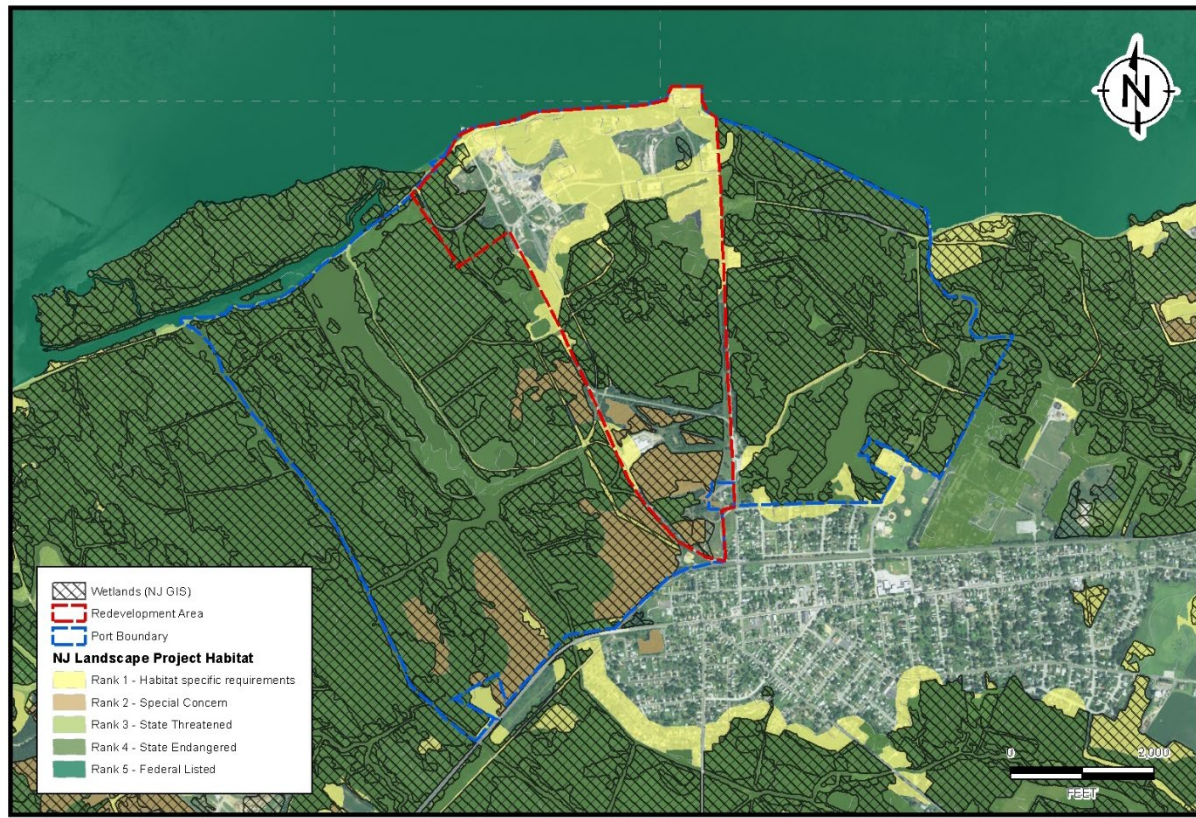 N
Wetlands (NJ GIS)
Redevelopment Area
Port Boundary
NJ Landscape Project Habitat
Rank 1 - Habitat specific requirements
Rank 2 - Special Concern
Rank 3 - State Threatened
Rank 4 - State Endangered
Rank 5 - Federal Listed
0 2,000
FEET